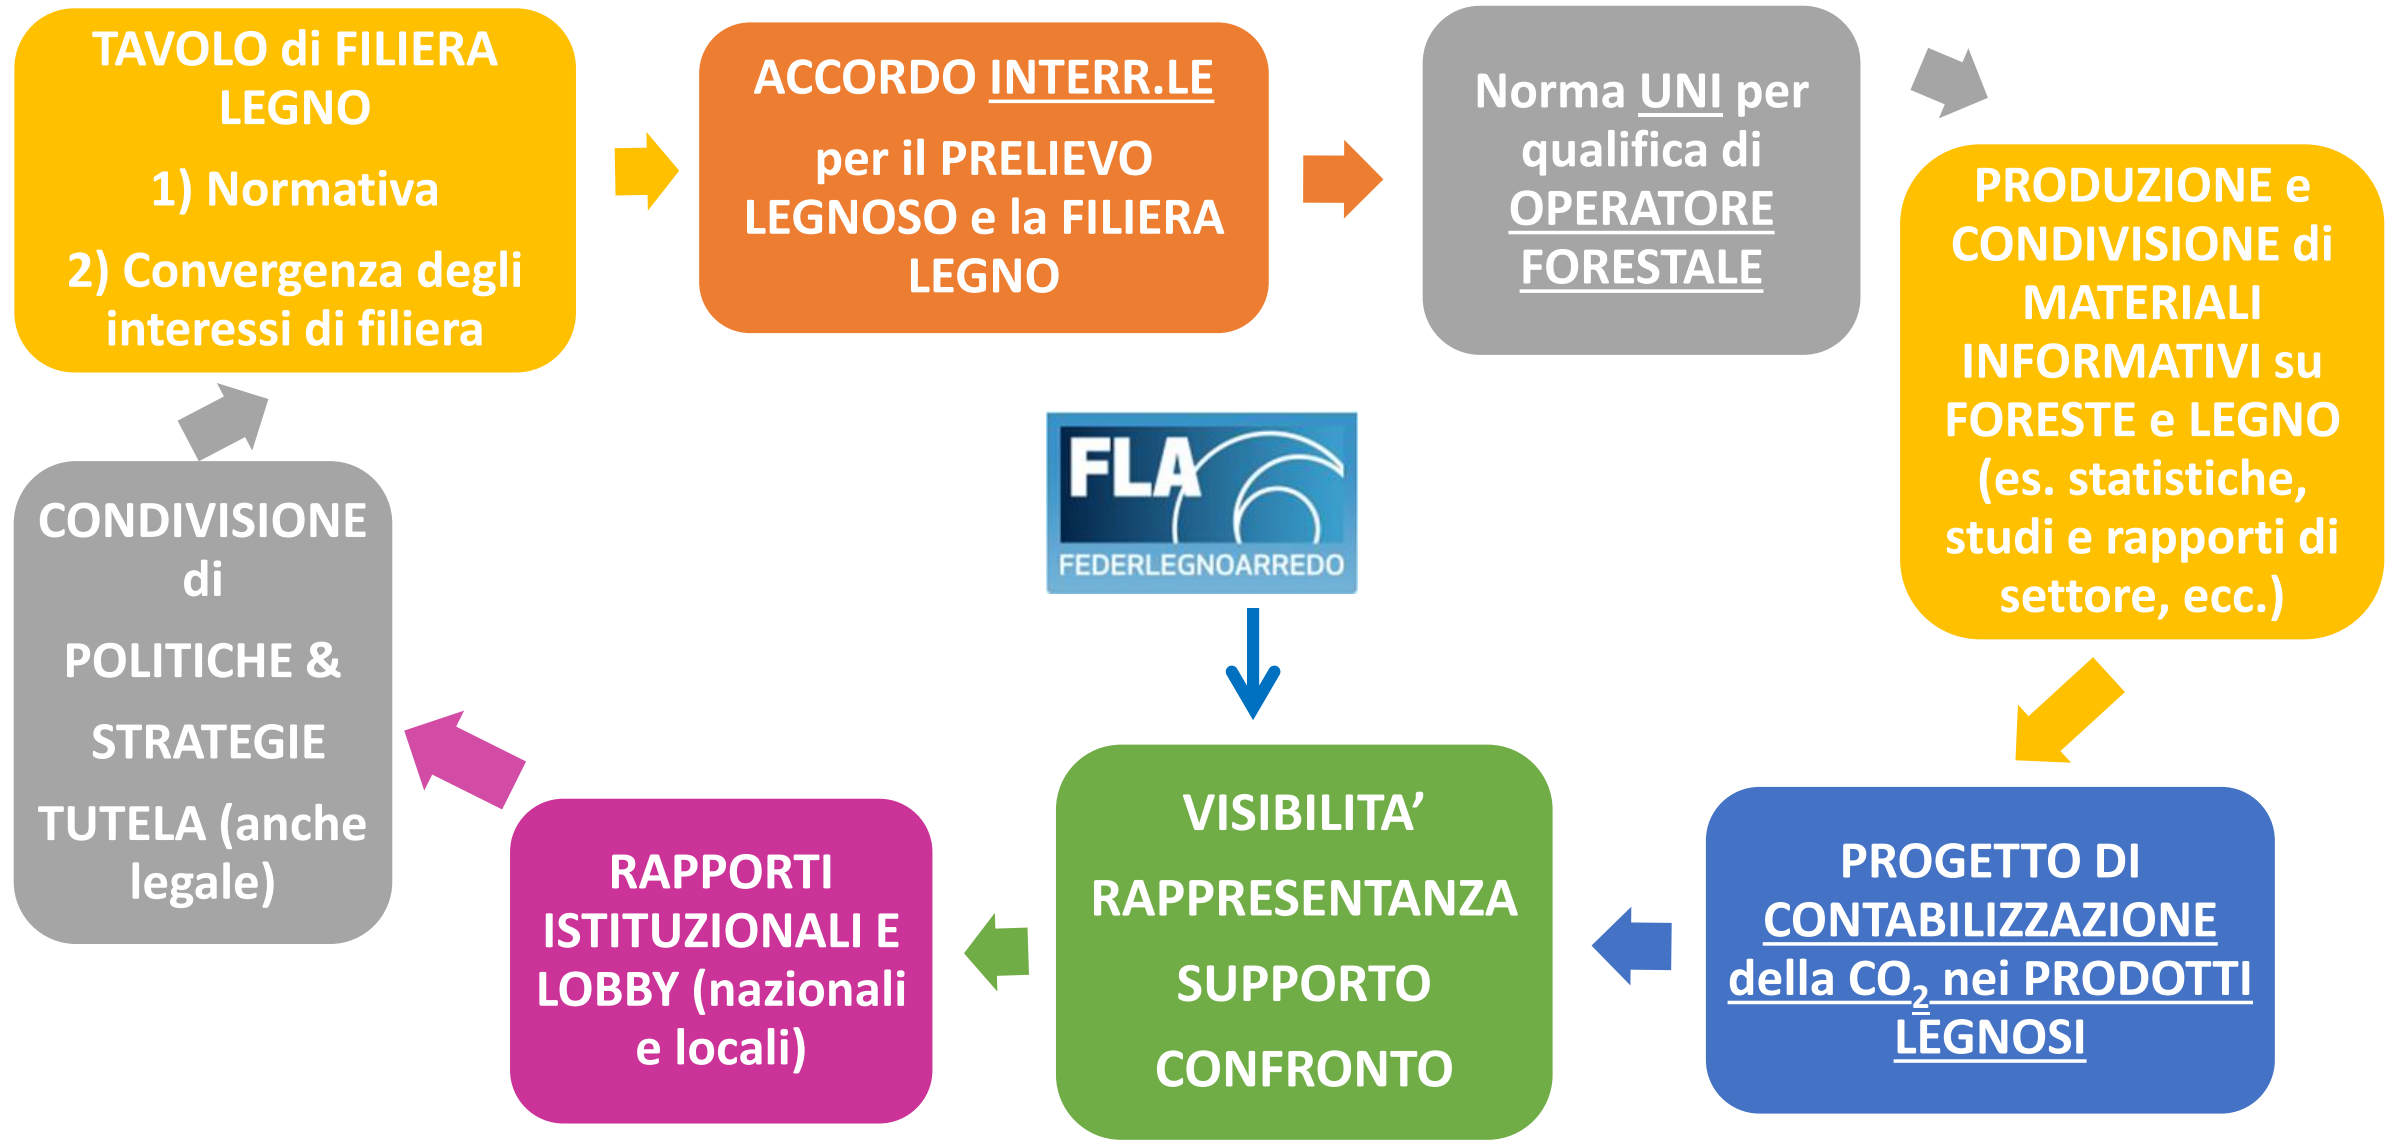 TAVOLO di FILIERA
LEGNO
1) Normativa
2) Convergenza degli
interessi di filiera
ACCORDO INTERR.LE
per il PRELIEVO
LEGNOSO e la FILIERA
LEGNO
Norma UNI per
qualifica di
OPERATORE
FORESTALE
PRODUZIONE e
CONDIVISIONE di
MATERIALI
INFORMATIVI su
FORESTE e LEGNO
(es. statistiche,
studi e rapporti di
settore, ecc.)
PROGETTO DI
CONTABILIZZAZIONE
della CO₂ nei PRODOTTI
LEGNOSI
FLA
FEDERLEGNOARREDO
VISIBILITA’
RAPPRESENTANZA
SUPPORTO
CONFRONTO
RAPPORTI
ISTITUZIONALI E
LOBBY (nazionali
e locali)
CONDIVISIONE
di
POLITICHE &
STRATEGIE
TUTELA (anche
legale)